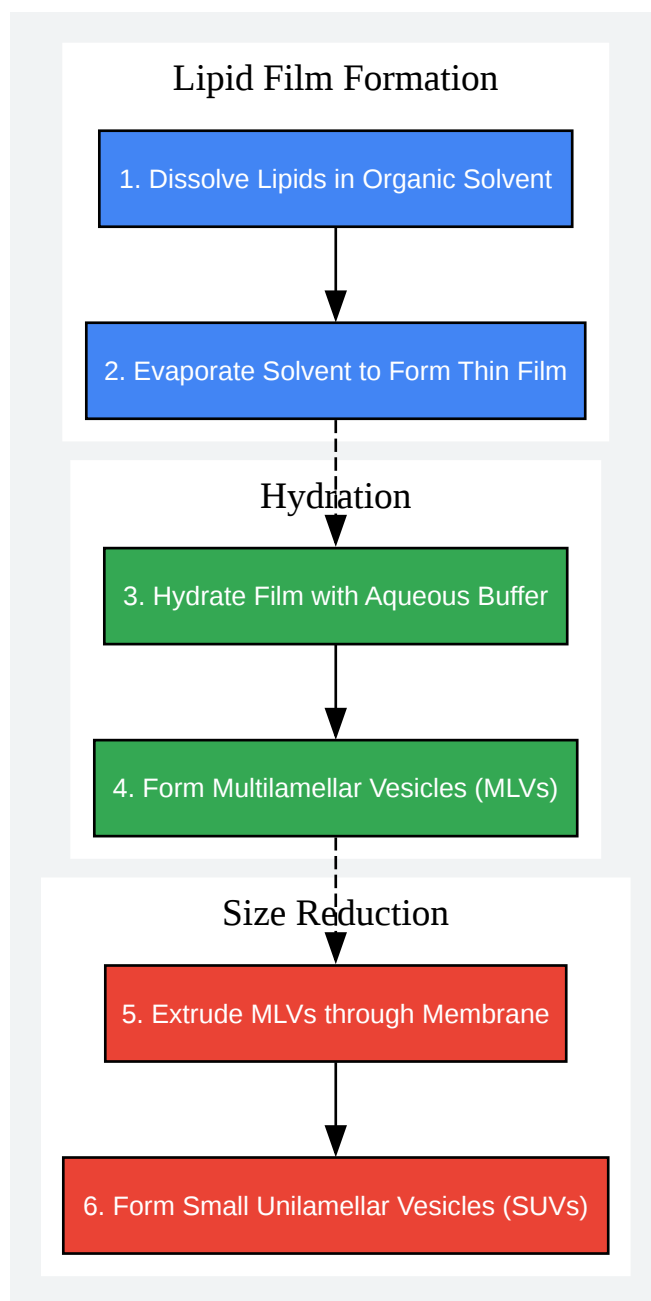 Lipid Film Formation
1. Dissolve Lipids in Organic Solvent
2. Evaporate Solvent to Form Thin Film
Hydration
3. Hydrate Film with Aqueous Buffer
4. Form Multilamellar Vesicles (MLVs)
Size Reduction
5. Extrude MLVs through Membrane
6. Form Small Unilamellar Vesicles (SUVs)